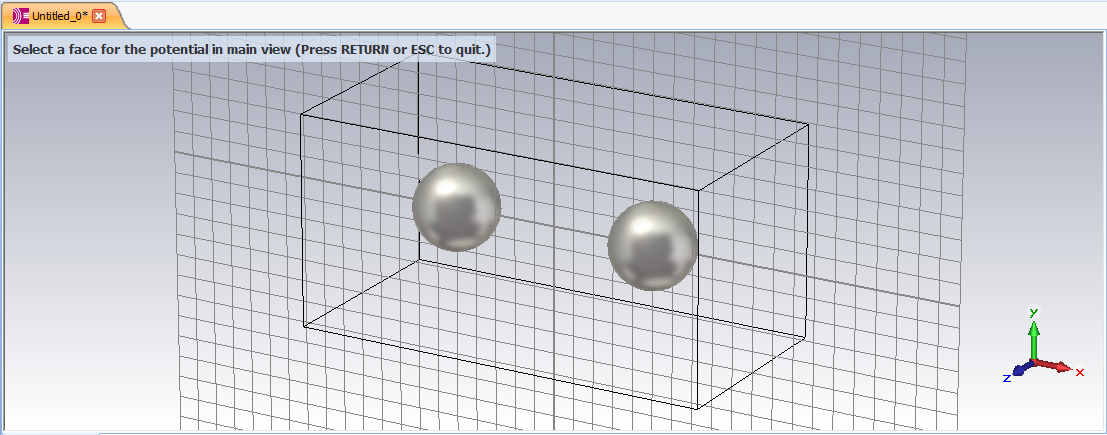 Untitled_0*
Select a face for the potential in main view (Press RETURN or ESC to quit.)
y
z
x